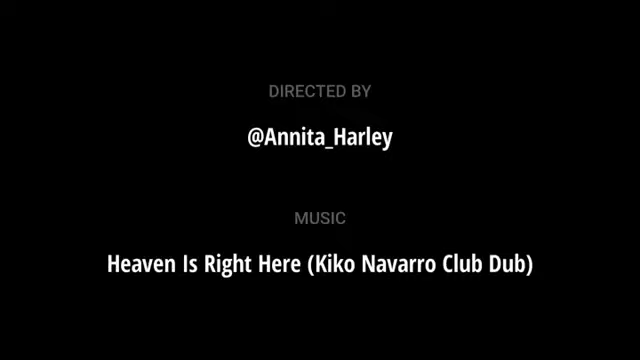 DIRECTED BY
@Annita_Harley
MUSIC
Heaven Is Right Here (Kiko Navarro Club Dub)